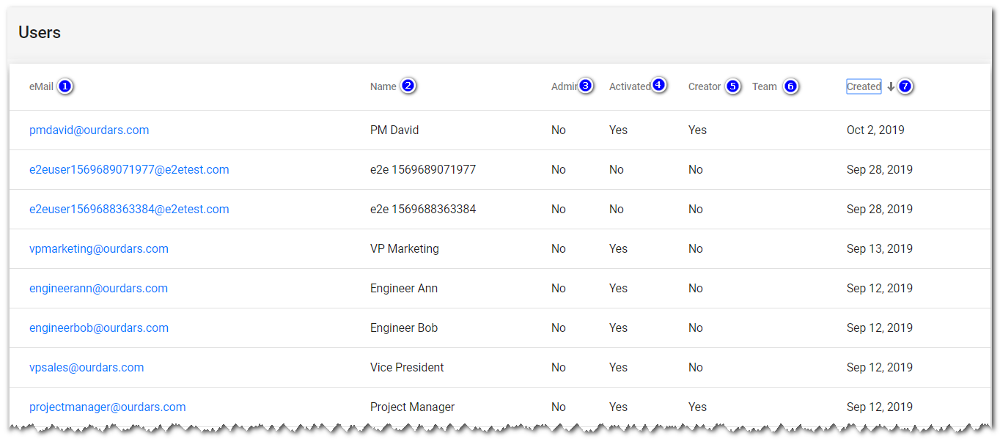 Users
eMail 1 Name 2 Admin 3 Activated 4 Creator 5 Team 6 Created 7
pmdavid@ourdars.com PM David No Yes Yes Oct 2, 2019
e2euser1569689071977@e2etest.com e2e 1569689071977 No No No Sep 28, 2019
e2euser1569688363384@e2etest.com e2e 1569688363384 No No No Sep 28, 2019
vpmarketing@ourdars.com VP Marketing No Yes No Sep 13, 2019
engineerann@ourdars.com Engineer Ann No Yes No Sep 12, 2019
engineerbob@ourdars.com Engineer Bob No Yes No Sep 12, 2019
vpsales@ourdars.com Vice President No Yes No Sep 12, 2019
projectmanager@ourdars.com Project Manager No Yes Yes Sep 12, 2019